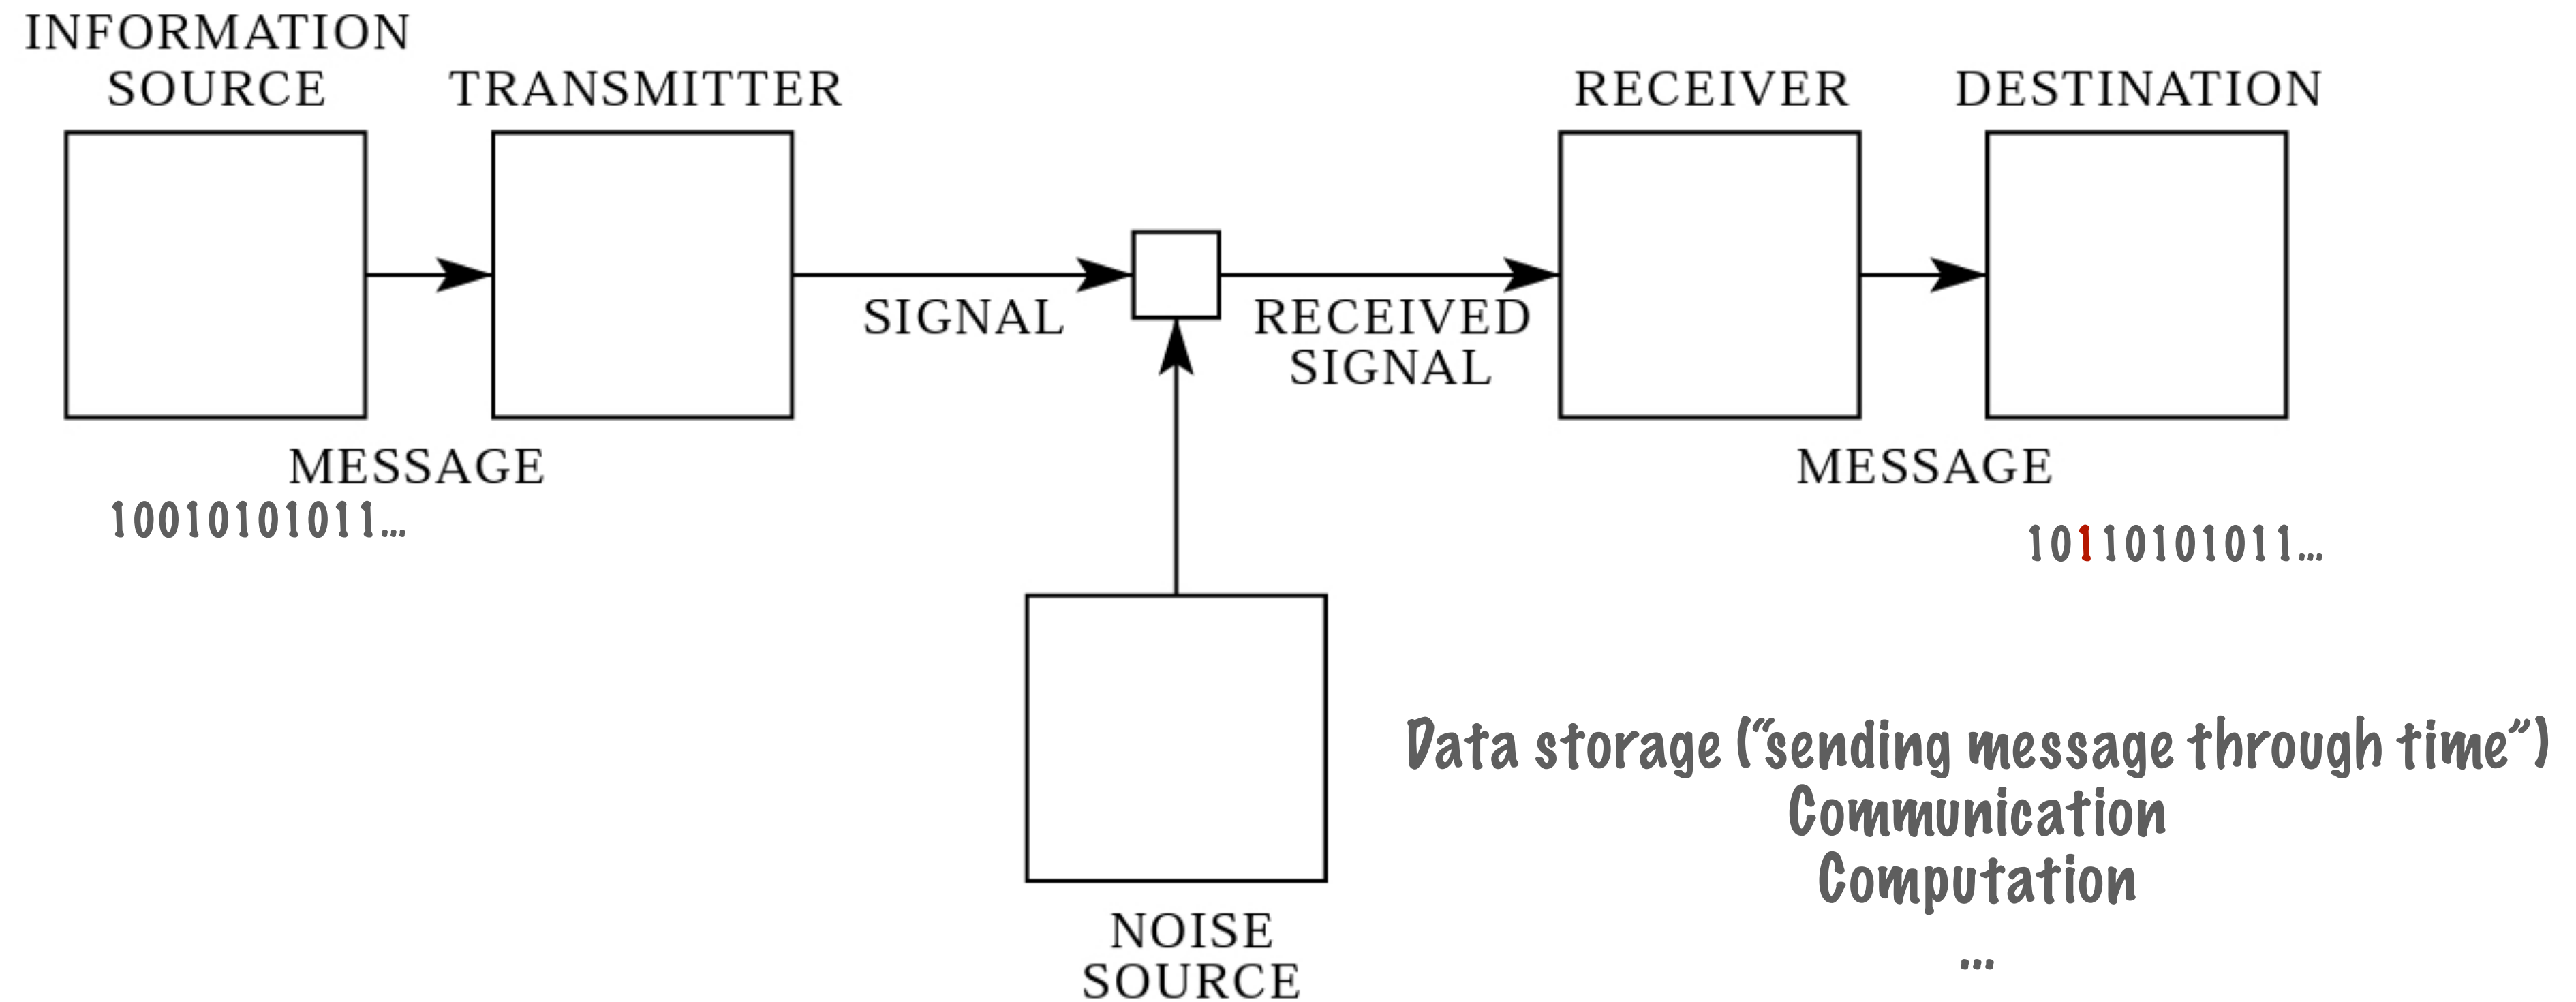 INFORMATION
SOURCE
TRANSMITTER
RECEIVER
DESTINATION
SIGNAL
RECEIVED
SIGNAL
MESSAGE
MESSAGE
10010101011...
10110101011...
Data storage (“sending message through time”)
Communication
Computation
...
NOISE
SOURCE